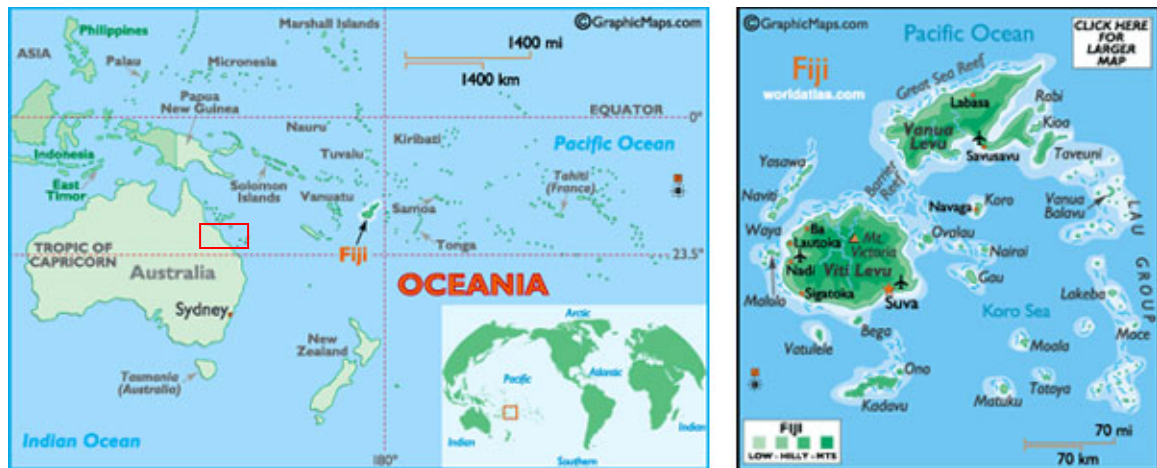 Philippines
Marshall Islands
©GraphicMaps.com
ASIA
Palau
Micronesia
1400 mi
1400 km
Papua
New Guinea
EQUATOR
0°
Nauru
Kiribati
Pacific Ocean
Indonesia
Tuvalu
East
Timor
Solomon
Islands
Vanuatu
Samoa
Tahiti
(France)
Fiji
Tonga
TROPIC OF
CAPRICORN
23.5°
Australia
OCEANIA
Sydney
New
Zealand
Tasmania
(Australia)
Indian Ocean
180°
Arctic
Pacific
Atlantic
Indian
Indian
Southern
©GraphicMaps.com
Pacific Ocean
CLICK HERE
FOR
LARGER
MAP
Fiji
worldatlas.com
Great Sea Reef
Labasa
Rabi
Kioa
Vanua
Levu
Savusavu
Taveuni
Yasawa
Barrier
Reef
Naviti
Navaga
Koro
Vanua
Balavu
LAU GROUP
Waya
Ba
Lautoka
Mt.
Victoria
Ovalau
Nairai
Nadi
Viti Levu
Gau
Malolo
Sigatoka
Suva
Lakeba
Koro Sea
Bega
Vatulele
Moala
Moce
Ono
Kadavu
Matuku
Totoya
FIJI
LOW - HILLY - MTS
70 mi
70 km